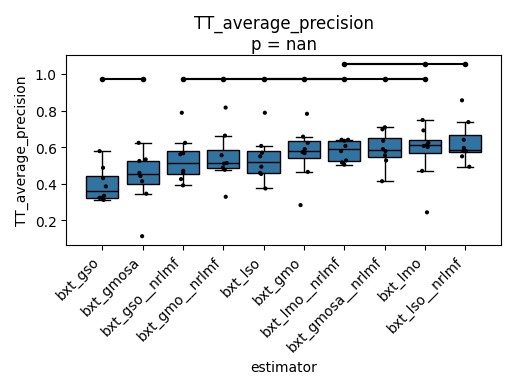 TT_average_precision
p = nan
TT_average_precision
1.0
0.8
0.6
0.4
0.2
bxt_gso
bxt_gmosa
bxt_gso__nrlmf
bxt_gmo__nrlmf
bxt_lso
bxt_gmo
bxt_lmo__nrlmf
bxt_gmosa__nrlmf
bxt_lmo
bxt_lso__nrlmf
estimator